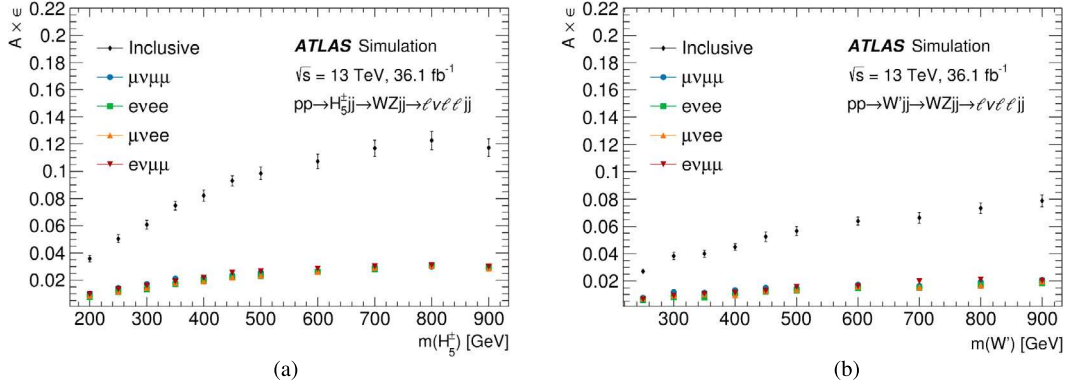 A × ϵ
0.22
0.2
0.18
0.16
0.14
0.12
0.1
0.08
0.06
0.04
0.02
Inclusive
μνμμ
eνee
μνee
eνμμ
ATLAS Simulation
√s = 13 TeV, 36.1 fb⁻¹
pp→H₅±jj→WZjj→ℓνℓℓjj
200 300 400 500 600 700 800 900
m(H₅±) [GeV]
(a)
A × ϵ
0.22
0.2
0.18
0.16
0.14
0.12
0.1
0.08
0.06
0.04
0.02
Inclusive
μνμμ
eνee
μνee
eνμμ
ATLAS Simulation
√s = 13 TeV, 36.1 fb⁻¹
pp→W'jj→WZjj→ℓνℓℓjj
300 400 500 600 700 800 900
m(W') [GeV]
(b)